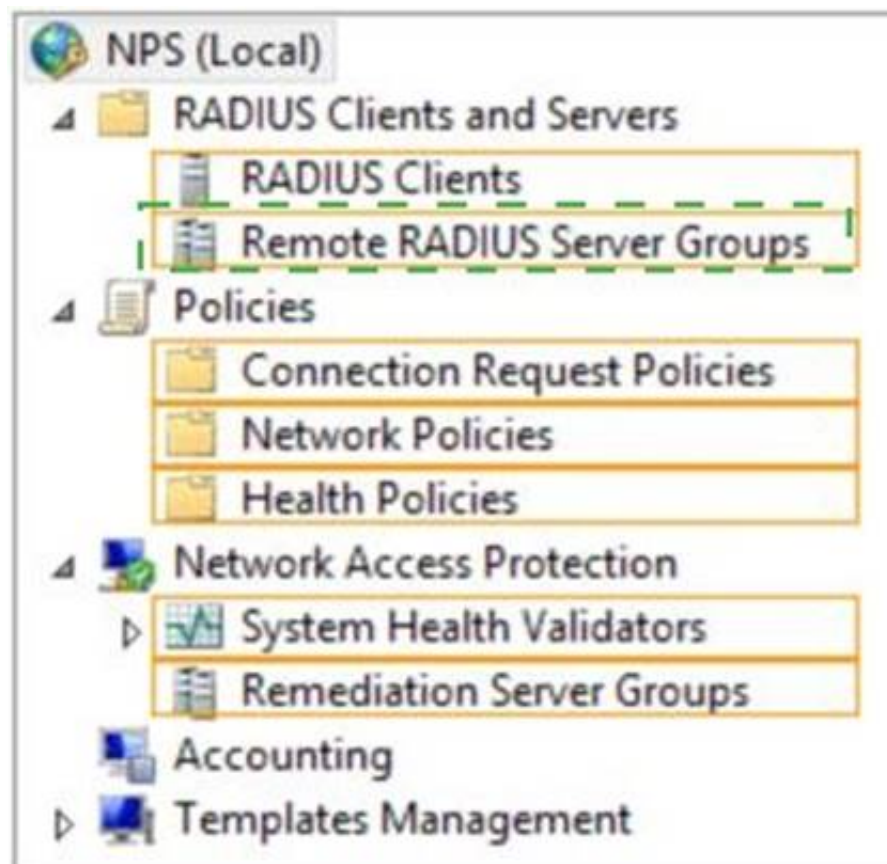 NPS (Local)
RADIUS Clients and Servers
RADIUS Clients
Remote RADIUS Server Groups
Policies
Connection Request Policies
Network Policies
Health Policies
Network Access Protection
System Health Validators
Remediation Server Groups
Accounting
Templates Management